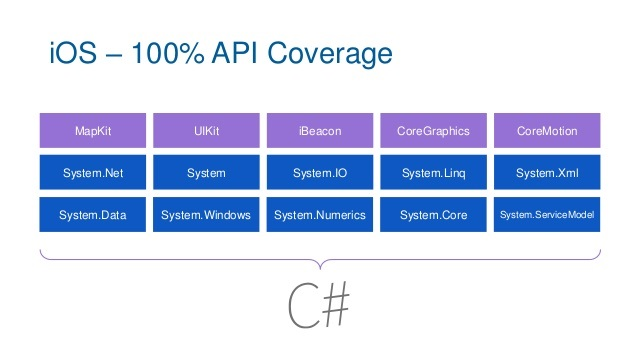 iOS – 100% API Coverage
MapKit UIKit iBeacon CoreGraphics CoreMotion
System.Net System System.IO System.Linq System.Xml
System.Data System.Windows System.Numerics System.Core System.ServiceModel
C#